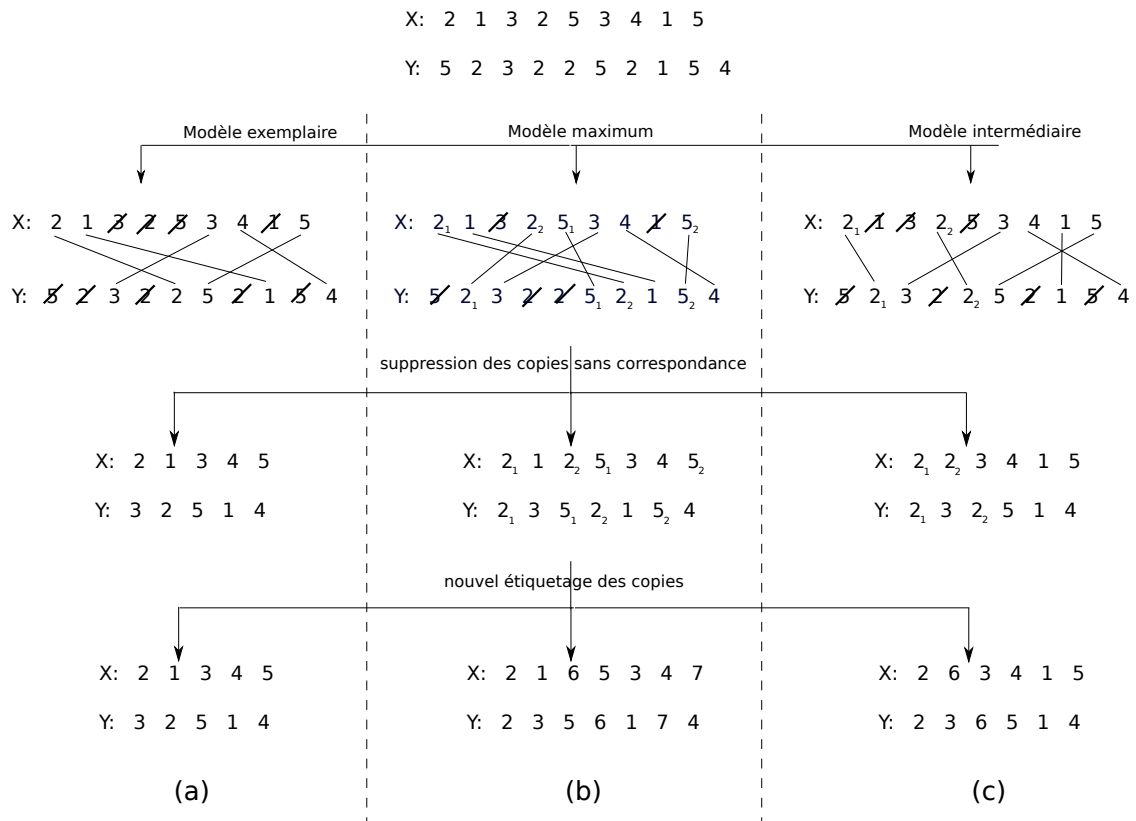 X: 2 1 3 2 5 3 4 1 5
Y: 5 2 3 2 2 5 2 1 5 4
Modèle exemplaire
Modèle maximum
Modèle intermédiaire
X: 2 1 3 2 5 3 4 1 5
Y: 5 2 3 2 2 5 2 1 5 4
X: 2₁ 1 3 2₂ 5₁ 3 4 1 5₂
Y: 5 2₁ 3 2 2 5₁ 2₂ 1 5₂ 4
X: 2₁ 1 3 2₂ 5 3 4 1 5
Y: 5 2₁ 3 2 2₂ 5 2 1 5 4
suppression des copies sans correspondance
X: 2 1 3 4 5
Y: 3 2 5 1 4
X: 2₁ 1 2₂ 5₁ 3 4 5₂
Y: 2₁ 3 5₁ 2₂ 1 5₂ 4
X: 2₁ 2₂ 3 4 1 5
Y: 2₁ 3 2₂ 5 1 4
nouvel étiquetage des copies
X: 2 1 3 4 5
Y: 3 2 5 1 4
X: 2 1 6 5 3 4 7
Y: 2 3 5 6 1 7 4
X: 2 6 3 4 1 5
Y: 2 3 6 5 1 4
(a)
(b)
(c)